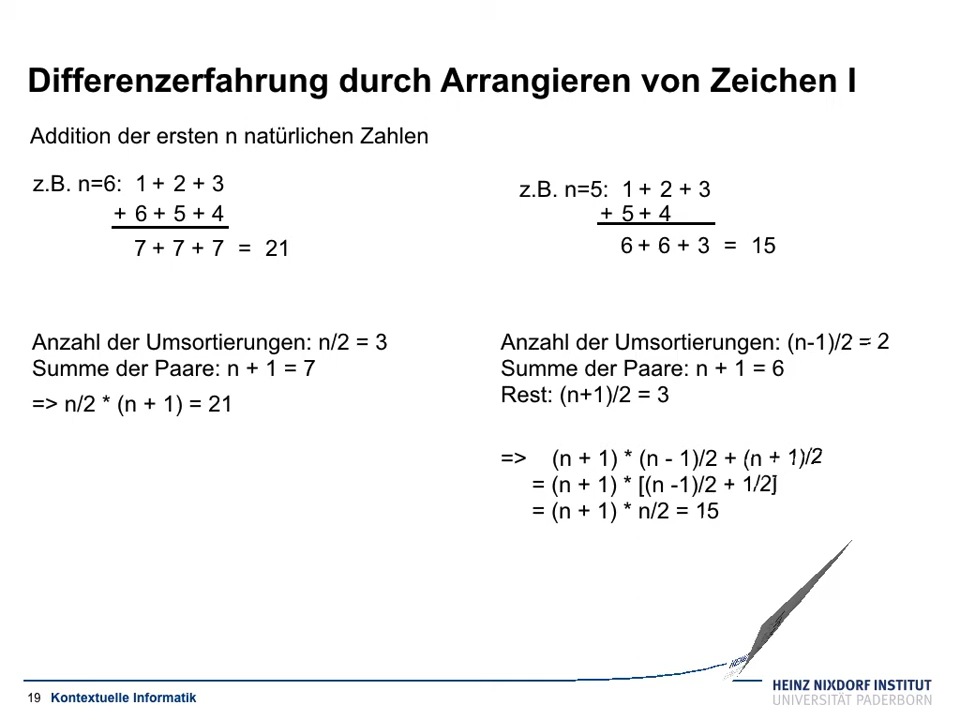 Differenzerfahrung durch Arrangieren von Zeichen I
Addition der ersten n natürlichen Zahlen
z.B. n=6: 1 + 2 + 3
+ 6 + 5 + 4
7 + 7 + 7 = 21
Anzahl der Umsortierungen: n/2 = 3
Summe der Paare: n + 1 = 7
=> n/2 * (n + 1) = 21
z.B. n=5: 1 + 2 + 3
+ 5 + 4
6 + 6 + 3 = 15
Anzahl der Umsortierungen: (n-1)/2 = 2
Summe der Paare: n + 1 = 6
Rest: (n+1)/2 = 3
=> (n + 1) * (n - 1)/2 + (n + 1)/2
= (n + 1) * [(n -1)/2 + 1/2]
= (n + 1) * n/2 = 15
19 Kontextuelle Informatik
HEINZ NIXDORF INSTITUT
UNIVERSITÄT PADERBORN